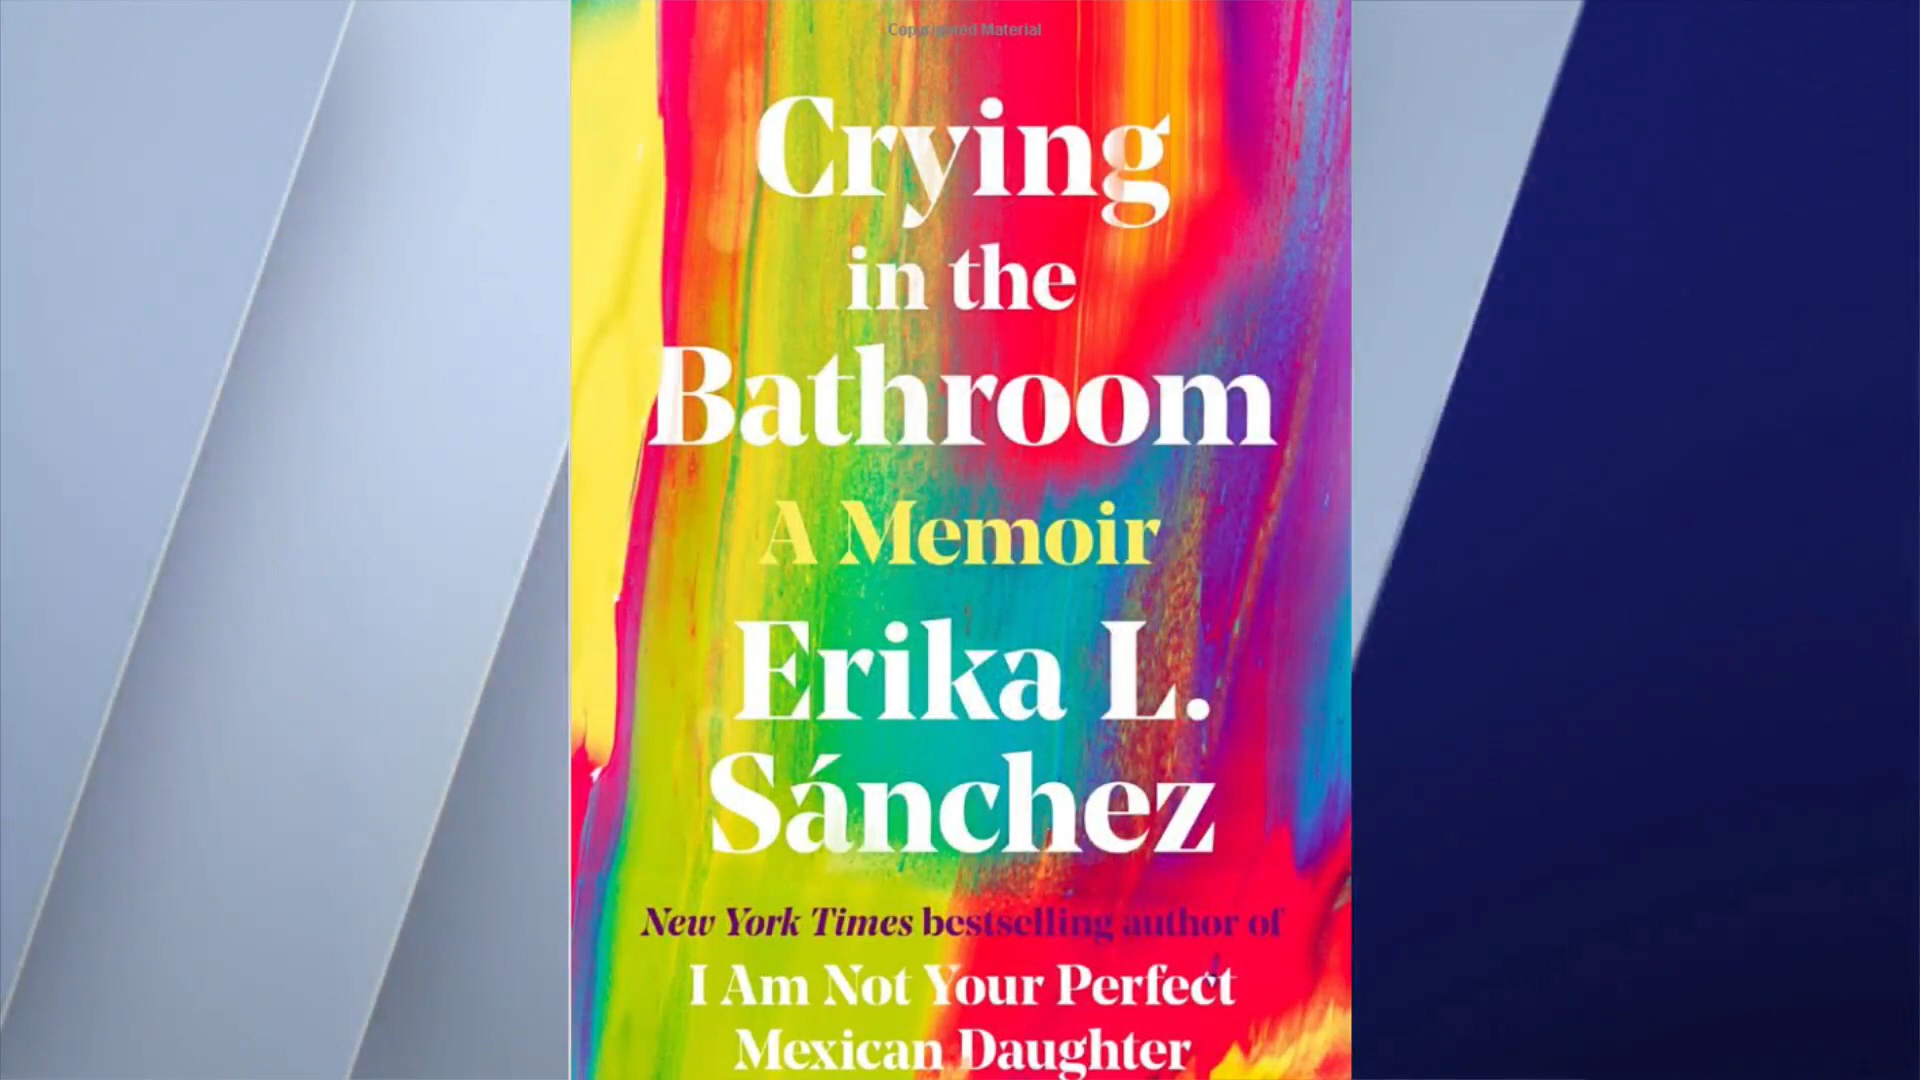 Copyrighted Material
Crying
in the
Bathroom
A Memoir
Erika L.
Sánchez
New York Times bestselling author of
I Am Not Your Perfect
Mexican Daughter